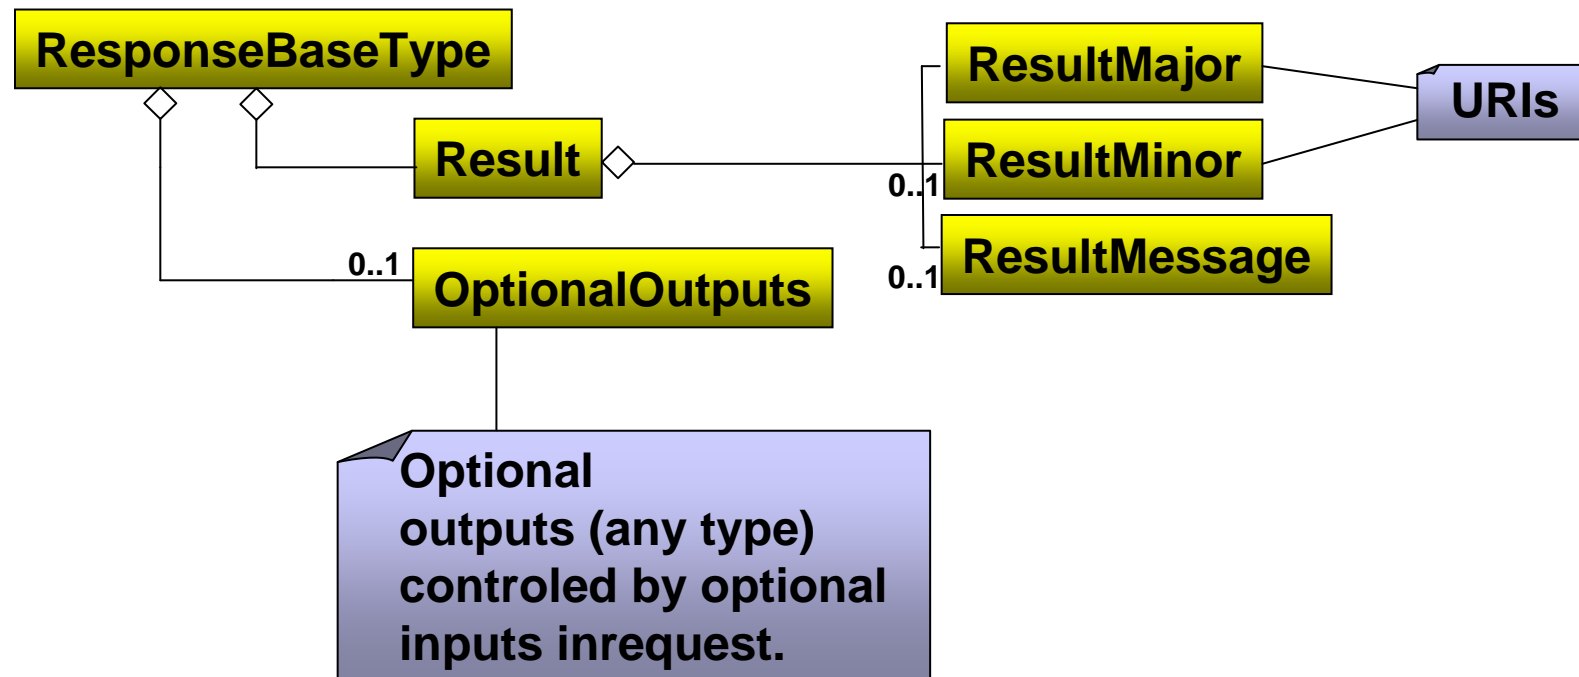 ResponseBaseType
ResultMajor
URIs
Result
ResultMinor
0..1
ResultMessage
0..1
0..1
OptionalOutputs
Optional
outputs (any type)
controled by optional
inputs inrequest.